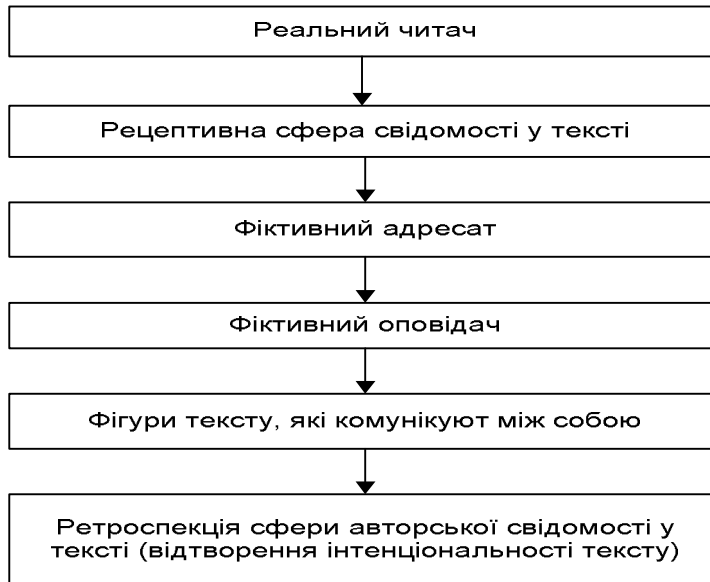 Реальний читач
Рецептивна сфера свідомості у тексті
Фіктивний адресат
Фіктивний оповідач
Фігури тексту, які комунікуют між собою
Ретроспекція сфери авторської свідомості у
тексті (відтворення інтенціональності тексту)